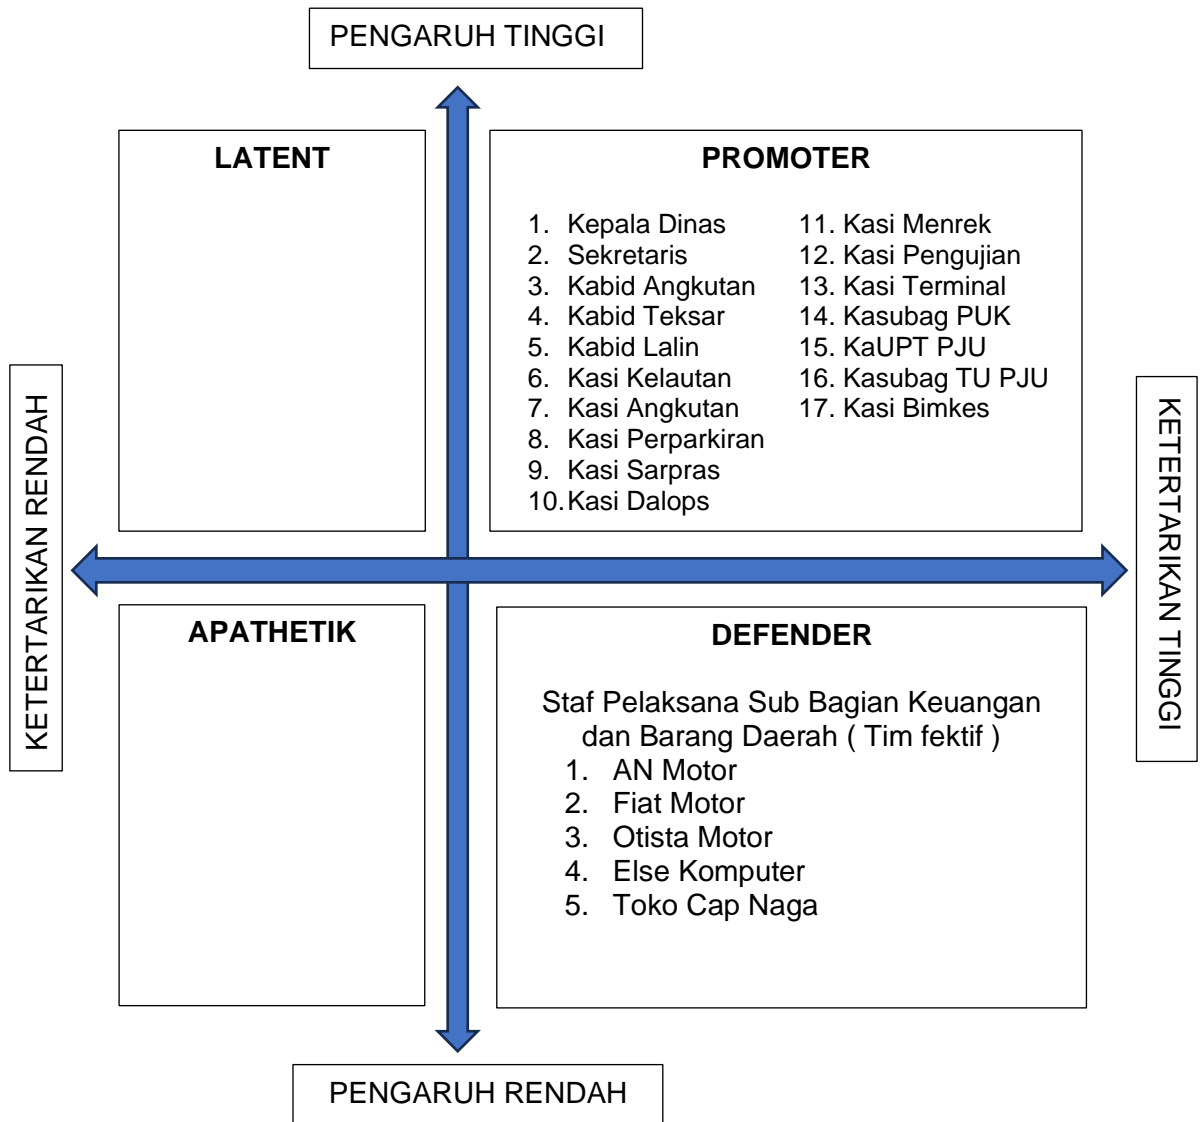 PENGARUH TINGGI
LATENT
PROMOTER
1. Kepala Dinas
2. Sekretaris
3. Kabid Angkutan
4. Kabid Teksar
5. Kabid Lalin
6. Kasi Kelautan
7. Kasi Angkutan
8. Kasi Perparkiran
9. Kasi Sarpras
10. Kasi Dalops
11. Kasi Menrek
12. Kasi Pengujian
13. Kasi Terminal
14. Kasubag PUK
15. KaUPT PJU
16. Kasubag TU PJU
17. Kasi Bimkes
KETERTARIKAN RENDAH
KETERTARIKAN TINGGI
APATHETIK
DEFENDER
Staf Pelaksana Sub Bagian Keuangan
dan Barang Daerah ( Tim fektif )
1. AN Motor
2. Fiat Motor
3. Otista Motor
4. Else Komputer
5. Toko Cap Naga
PENGARUH RENDAH